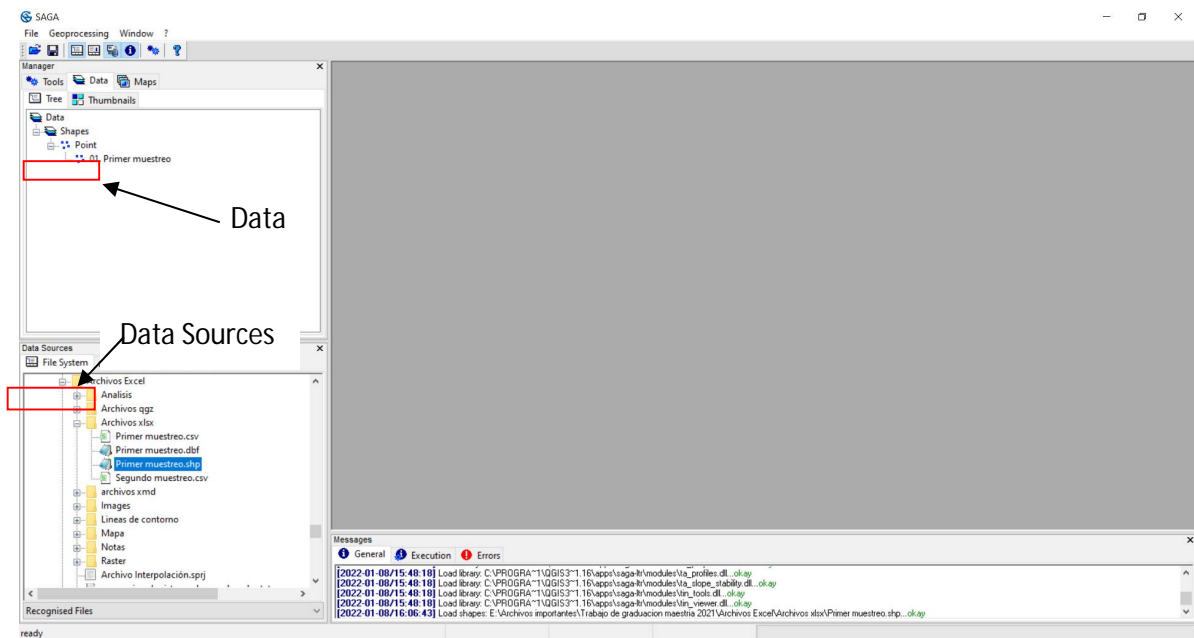 SAGA
File Geoprocessing Window ?
Manager
Tools Data Maps
Tree Thumbnails
Data
Shapes
Point
01. Primer muestreo
Data
Data Sources
Data Sources
File System
Archivos Excel
Analisis
Archivos qgz
Archivos xlsx
Primer muestreo.csv
Primer muestreo.dbf
Primer muestreo.shp
Segundo muestreo.csv
archivos xmd
Images
Lineas de contorno
Mapa
Notas
Raster
Archivo Interpolación.sprj
Recognised Files
Messages
General Execution Errors
[2022-01-08/15:48:18] Load library: C:\PROGRA~1\QGIS3~1.16\apps\saga-ltr\modules\ta_profiles.dll...okay
[2022-01-08/15:48:18] Load library: C:\PROGRA~1\QGIS3~1.16\apps\saga-ltr\modules\ta_slope_stability.dll...okay
[2022-01-08/15:48:18] Load library: C:\PROGRA~1\QGIS3~1.16\apps\saga-ltr\modules\tin_tools.dll...okay
[2022-01-08/15:48:18] Load library: C:\PROGRA~1\QGIS3~1.16\apps\saga-ltr\modules\tin_viewer.dll...okay
[2022-01-08/16:06:43] Load shapes: E:\Archivos importantes\Trabajo de graduacion maestria 2021\Archivos Excel\Archivos xlsx\Primer muestreo.shp...okay
ready